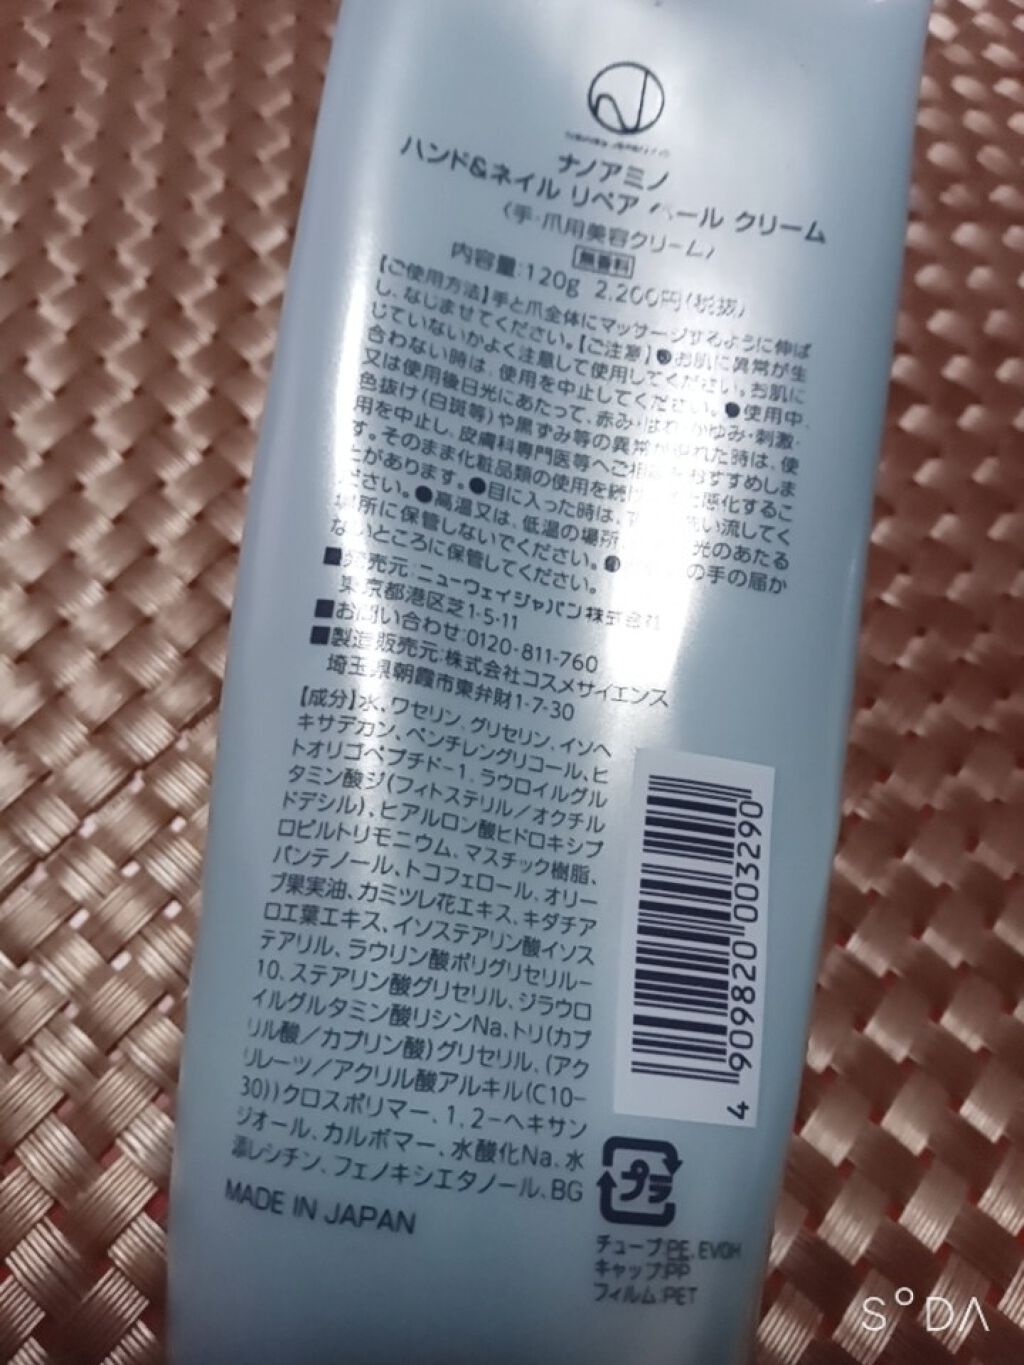 ナノアミノ
ハンド&ネイル リペア ール クリーム
(手・爪用美容クリーム)
無香料
内容量:120g 2,200円(税抜)
【ご使用方法】手と爪全体にマッサージするように伸ば
し、なじませてください。【ご注意】●お肌に異常が生
じていないかよく注意して使用してください。お肌に
合わない時は、使用を中止してください。●使用中、
又は使用後日光にあたって、赤み・はれ・かゆみ・刺激・
色抜け(白斑等)や黒ずみ等の異常が現れた時は、使
用を中止し、皮膚科専門医等へご相談をおすすめしま
す。そのまま化粧品類の使用を続けますと悪化するこ
とがあります。●目に入った時は、 洗い流してく
ださい。●高温又は、低温の場所 光のあたる
場所に保管しないでください。● の手の届か
ないところに保管してください。
■発売元:ニューウェイジャパン株式会社
東京都港区芝1-5-11
■お問い合わせ:0120-811-760
■製造販売元:株式会社コスメサイエンス
埼玉県朝霞市東弁財1-7-30
【成分】水、ワセリン、グリセリン、イソヘ
キサデカン、ペンチレングリコール、ヒ
トオリゴペプチド-1、ラウロイルグル
タミン酸ジ(フィトステリル/オクチル
ドデシル)、ヒアルロン酸ヒドロキシプ
ロピルトリモニウム、マスチック樹脂、
パンテノール、トコフェロール、オリー
ブ果実油、カミツレ花エキス、キダチア
ロエ葉エキス、イソステアリン酸イソス
テアリル、ラウリン酸ポリグリセリル-
10、ステアリン酸グリセリル、ジラウロ
イルグルタミン酸リシンNa、トリ(カプ
リル酸/カプリン酸)グリセリル、(アク
リレーツ/アクリル酸アルキル(C10-
30))クロスポリマー、1,2-ヘキサン
ジオール、カルボマー、水酸化Na、水
添レシチン、フェノキシエタノール、BG
MADE IN JAPAN
4 909820 003290
プラ
チューブ:PE, EVOH
キャップ:PP
フィルム:PET
SODA